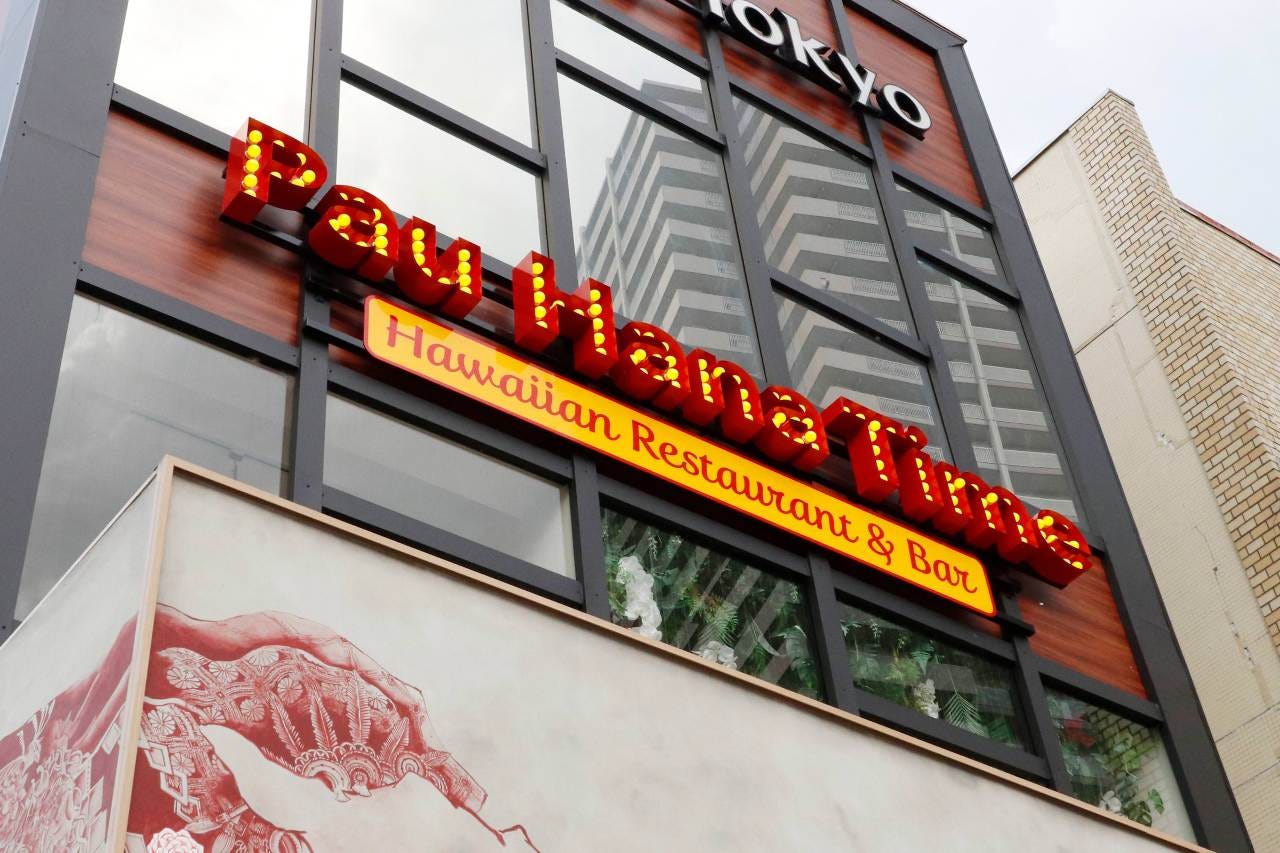 Tokyo
Pau Hana Time
Hawaiian Restaurant & Bar